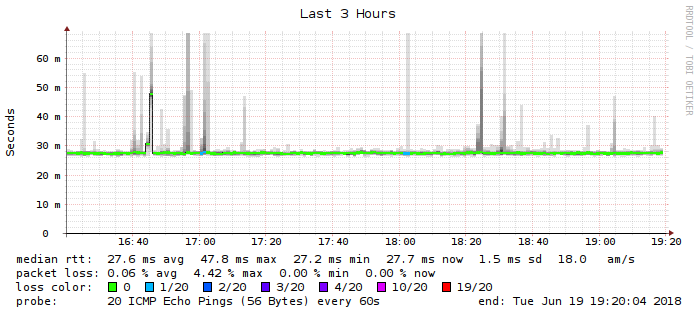 Last 3 Hours
RRDTOOL / TOBI OETIKER
Seconds
60 m
50 m
40 m
30 m
20 m
10 m
0
16:40 17:00 17:20 17:40 18:00 18:20 18:40 19:00 19:20
median rtt: 27.6 ms avg 47.8 ms max 27.2 ms min 27.7 ms now 1.5 ms sd 18.0 am/s
packet loss: 0.06 % avg 4.42 % max 0.00 % min 0.00 % now
loss color: 0 1/20 2/20 3/20 4/20 10/20 19/20
probe: 20 ICMP Echo Pings (56 Bytes) every 60s end: Tue Jun 19 19:20:04 2018